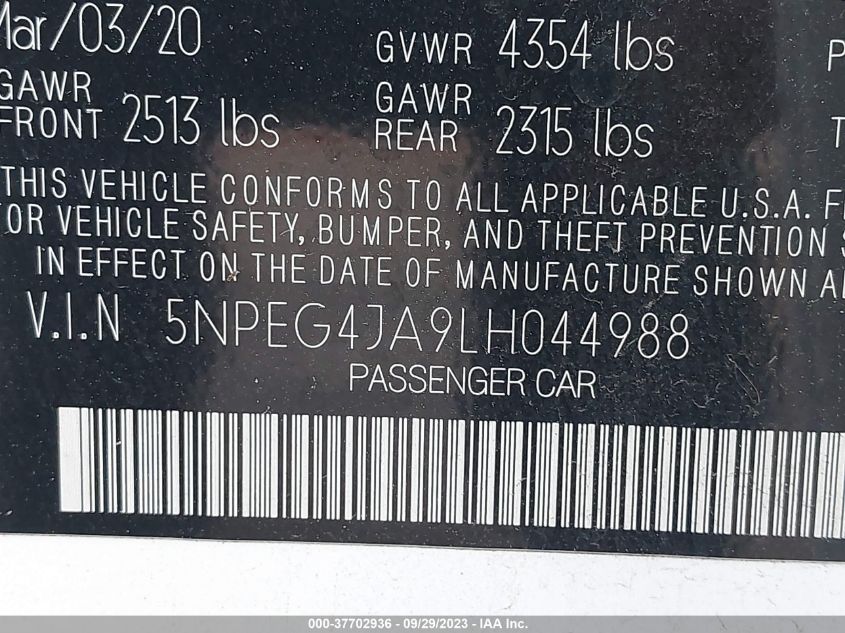 Mar/03/20 GVWR 4354 lbs P
GAWR FRONT 2513 lbs GAWR REAR 2315 lbs T
THIS VEHICLE CONFORMS TO ALL APPLICABLE U.S.A. F
OR VEHICLE SAFETY, BUMPER, AND THEFT PREVENTION S
IN EFFECT ON THE DATE OF MANUFACTURE SHOWN A
V.I.N 5NPEG4JA9LH044988
PASSENGER CAR
000-37702936 - 09/29/2023 - IAA Inc.